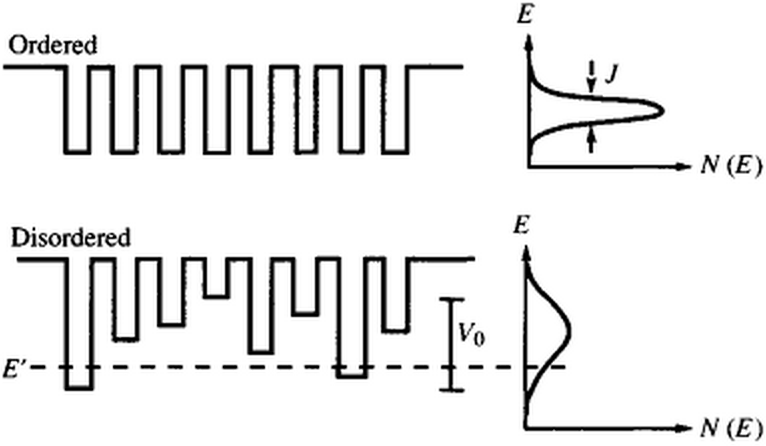 Ordered
E
J
N (E)
Disordered
E
V₀
E′
N (E)